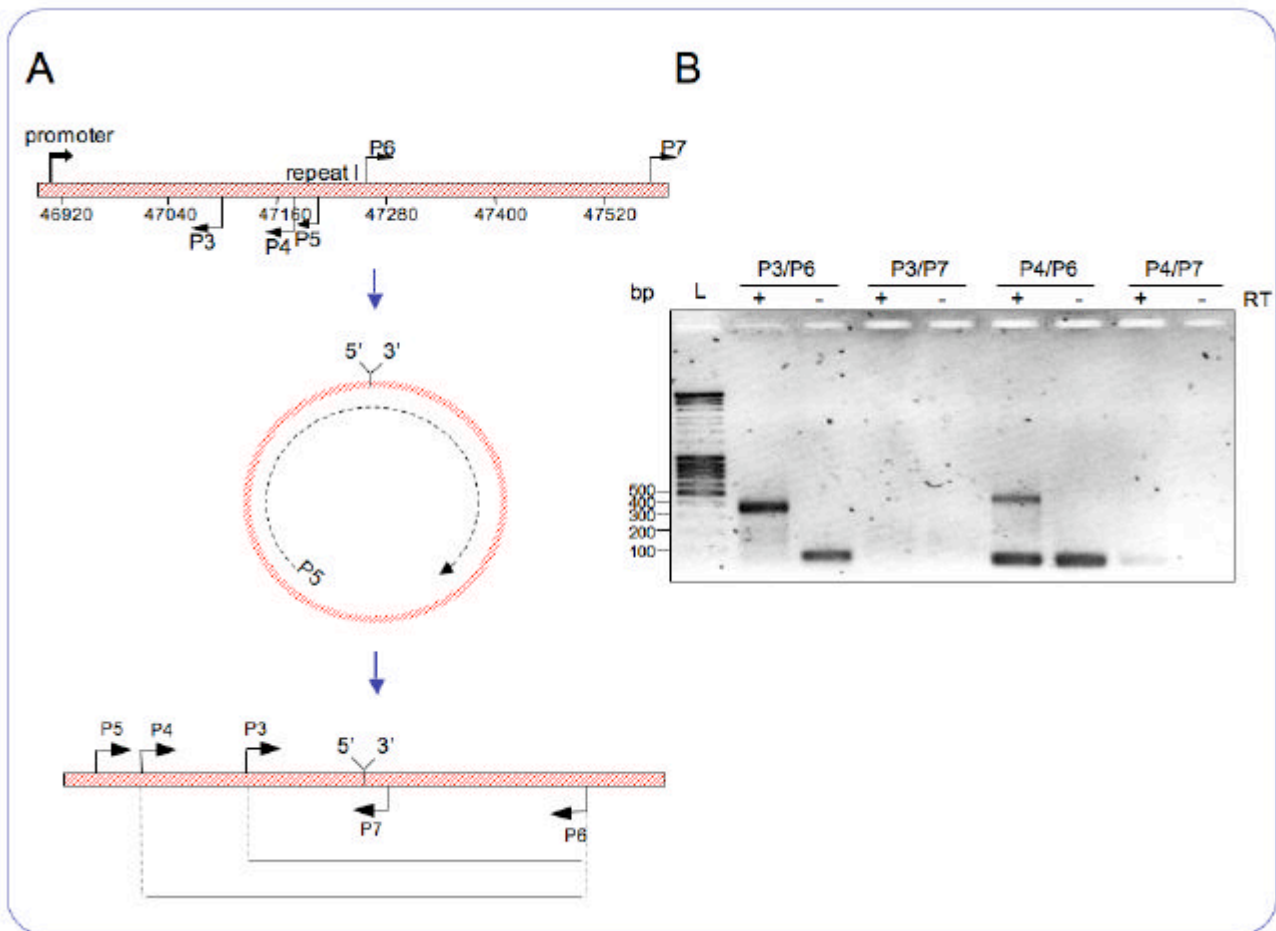 A
promoter
P6
P7
repeat I
46920 47040 47160 47280 47400 47520
P3 P4 P5
5’ 3’
P5
P5 P4 P3 5’ 3’
P7 P6
B
P3/P6 P3/P7 P4/P6 P4/P7
bp L + - + - + - + - RT
500
400
300
200
100